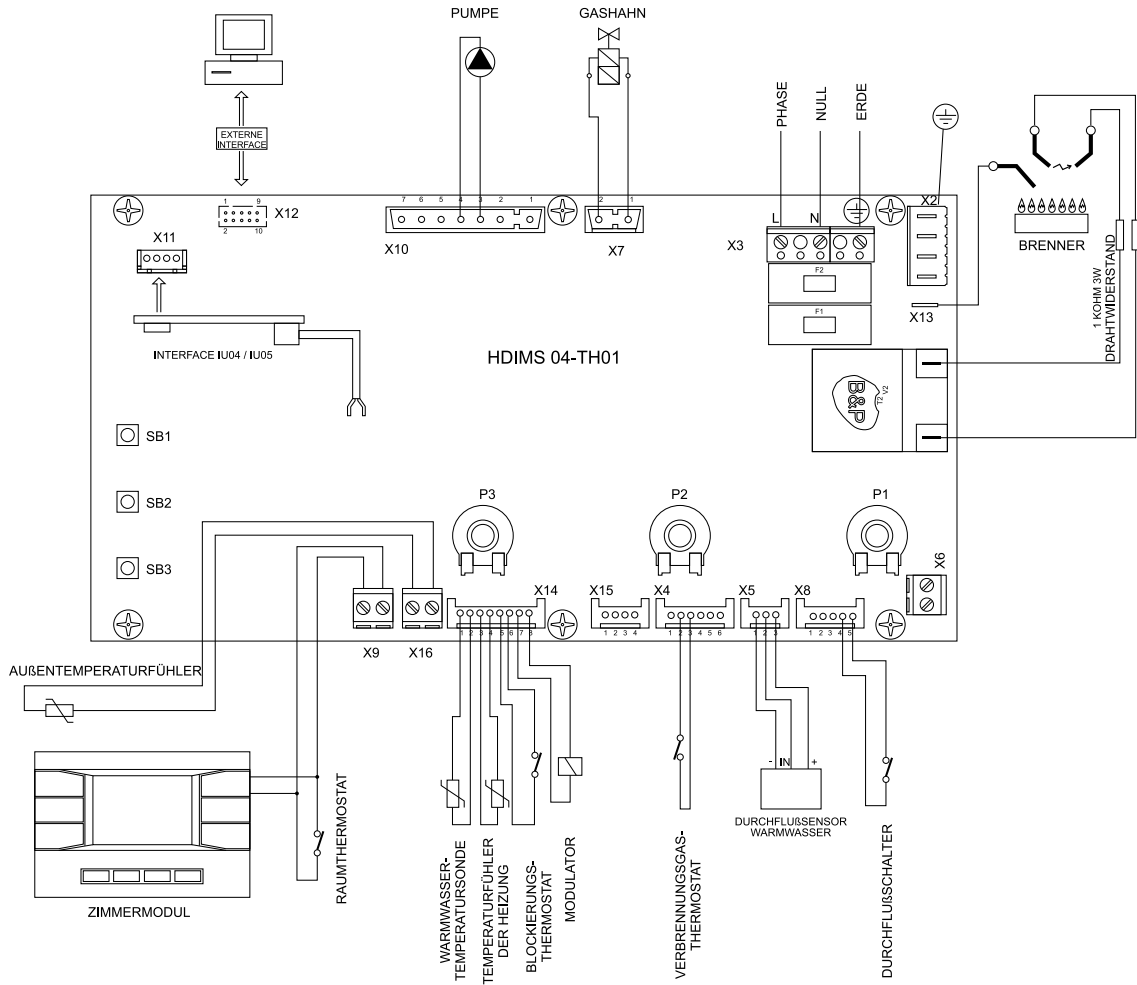 PUMPE
GASHAHN
EXTERNE
INTERFACE
PHASE
NULL
ERDE
1 9
2 10
X12
7 6 5 4 3 2 1
X10
2 1
X7
L N
X3
X2
BRENNER
X11
F2
F1
X13
1 KOHM 3W
DRAHTWIDERSTAND
INTERFACE IU04 / IU05
HDIMS 04-TH01
B&P
T2 V2
SB1
SB2
SB3
P3
P2
P1
X14
X15
X4
X5
X8
X6
1 2 3 4 5 6 7 8
1 2 3 4
1 2 3 4 5 6
1 2 3
1 2 3 4 5
X9
X16
AUßENTEMPERATURFÜHLER
ZIMMERMODUL
RAUMTHERMOSTAT
WARMWASSER-
TEMPERATURSONDE
TEMPERATURFÜHLER
DER HEIZUNG
BLOCKIERUNGS-
THERMOSTAT
MODULATOR
VERBRENNUNGSGAS-
THERMOSTAT
- IN +
DURCHFLUßSENSOR
WARMWASSER
DURCHFLUßSCHALTER